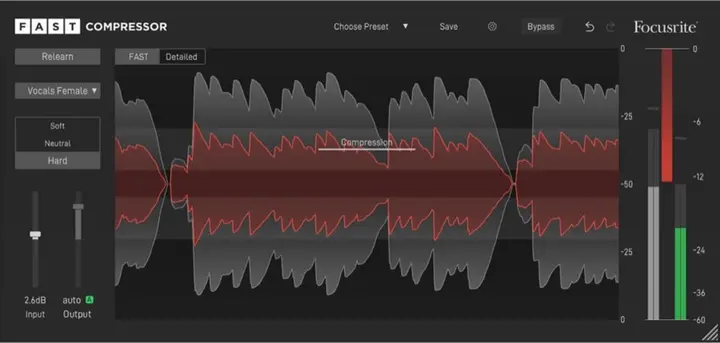 FAST COMPRESSOR
Choose Preset ▼
Save
Bypass
Focusrite
Relearn
FAST
Detailed
Vocals Female ▼
Soft
Neutral
Hard
Compression
2.6dB
Input
auto A
Output
0
-25
-50
-25
0
0
-6
-12
-24
-36
-60